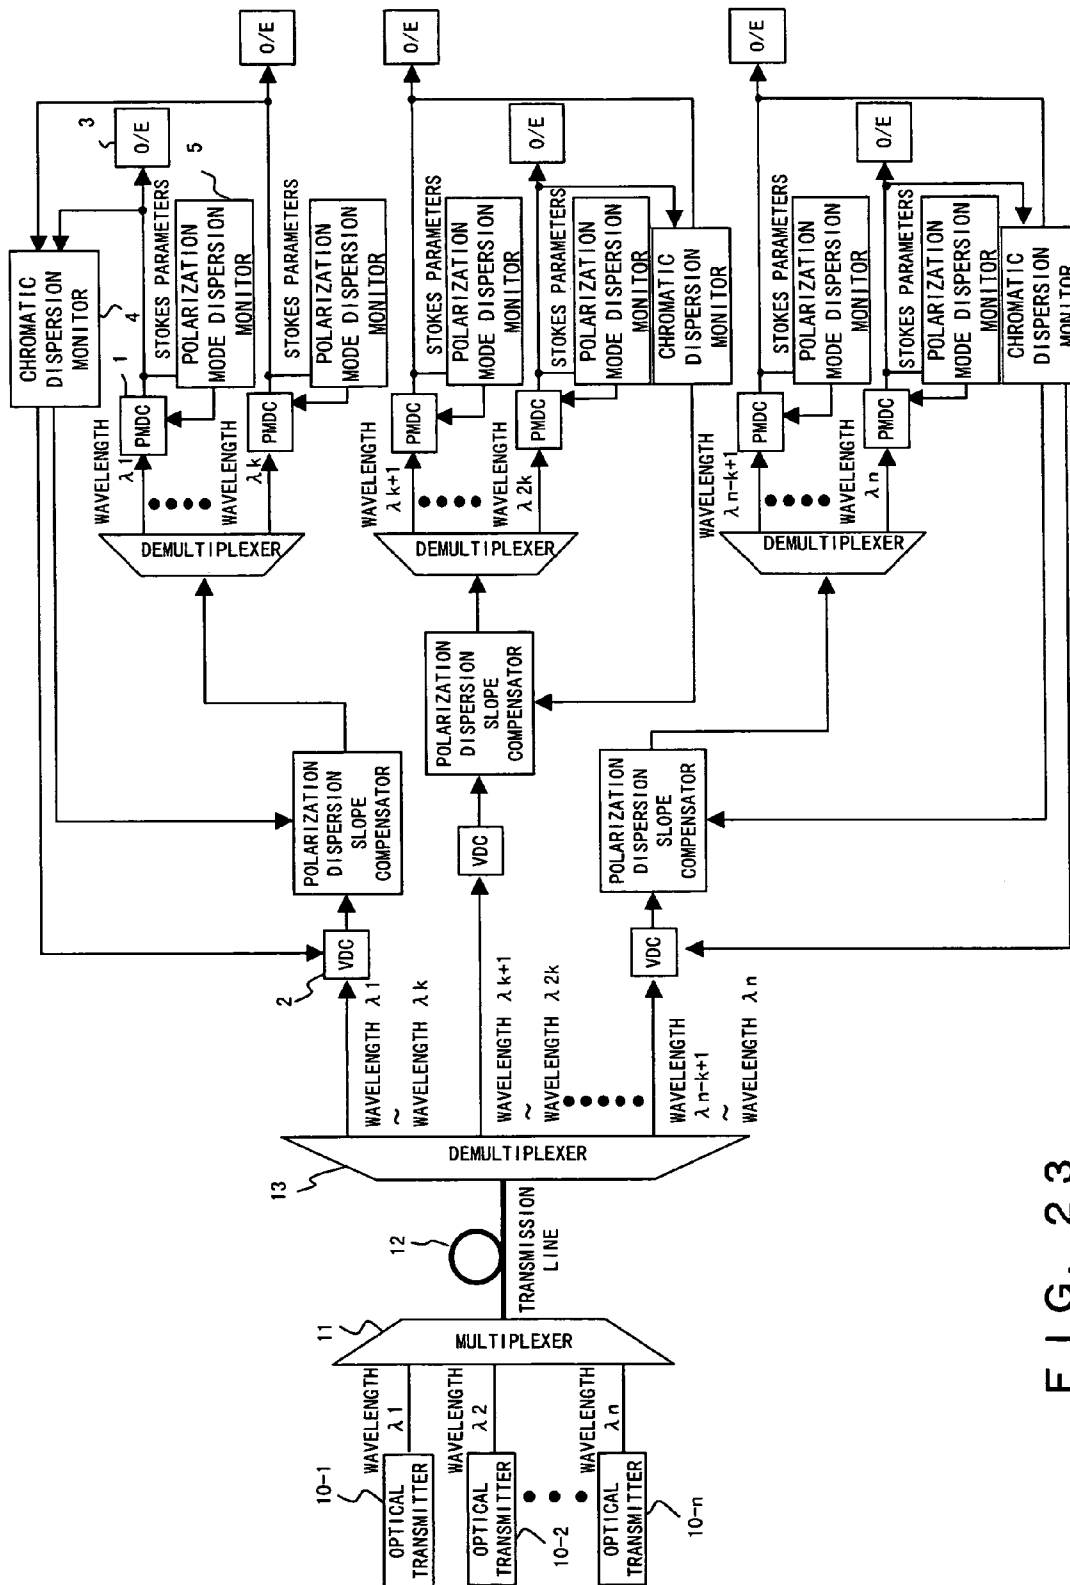 10-1
OPTICAL
TRANSMITTER
WAVELENGTH
λ1
OPTICAL
TRANSMITTER
10-2
WAVELENGTH
λ2
OPTICAL
TRANSMITTER
10-n
WAVELENGTH
λn
11
MULTIPLEXER
12
TRANSMISSION
LINE
13
DEMULTIPLEXER
WAVELENGTH λ1
~
WAVELENGTH λk
WAVELENGTH λk+1
~
WAVELENGTH λ2k
WAVELENGTH
λn-k+1
~
WAVELENGTH λn
2
VDC
VDC
VDC
POLARIZATION
DISPERSION
SLOPE
COMPENSATOR
POLARIZATION
DISPERSION
SLOPE
COMPENSATOR
POLARIZATION
DISPERSION
SLOPE
COMPENSATOR
DEMULTIPLEXER
DEMULTIPLEXER
DEMULTIPLEXER
CHROMATIC
DISPERSION
MONITOR
4
WAVELENGTH
λ1
1
PMDC
STOKES PARAMETERS
POLARIZATION
MODE DISPERSION
MONITOR
5
3
O/E
WAVELENGTH
λk
PMDC
STOKES PARAMETERS
POLARIZATION
MODE DISPERSION
MONITOR
O/E
WAVELENGTH
λk+1
PMDC
STOKES PARAMETERS
POLARIZATION
MODE DISPERSION
MONITOR
O/E
WAVELENGTH
λ2k
PMDC
STOKES PARAMETERS
POLARIZATION
MODE DISPERSION
MONITOR
O/E
CHROMATIC
DISPERSION
MONITOR
WAVELENGTH
λn-k+1
PMDC
STOKES PARAMETERS
POLARIZATION
MODE DISPERSION
MONITOR
O/E
WAVELENGTH
λn
PMDC
STOKES PARAMETERS
POLARIZATION
MODE DISPERSION
MONITOR
O/E
CHROMATIC
DISPERSION
MONITOR
FIG. 23